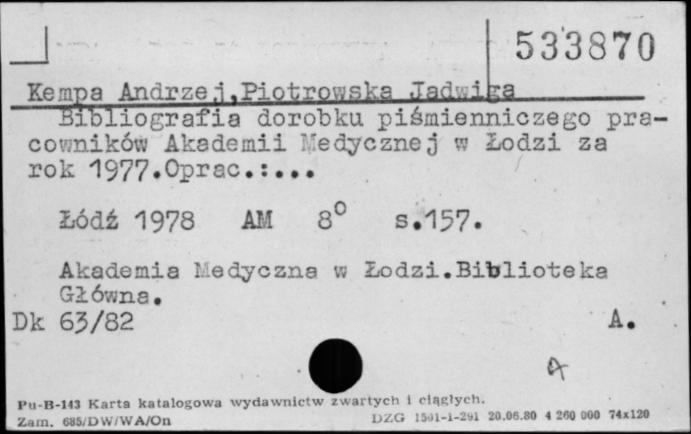 533870
Kempa Andrzej,Piotrowska Jadwiga
Bibliografia dorobku piśmienniczego pra-
cowników Akademii Medycznej w Łodzi za
rok 1977.Oprac.:...
Łódź 1978 AM 8° s.157.
Akademia Medyczna w Łodzi.Biblioteka
Główna.
Dk 63/82 A.
Pu-B-143 Karta katalogowa wydawnictw zwartych i ciągłych.
Zam. 685/DW/WA/On DZG 1501-1-291 20.06.80 4 260 000 74x120